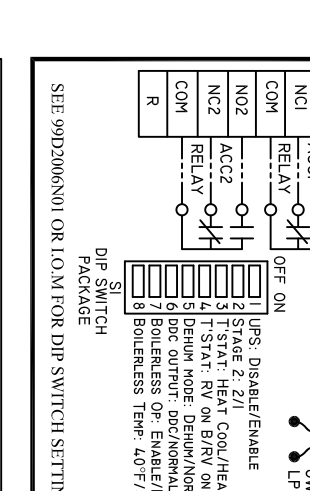 NC1
COM
NO2
NC2
COM
R
RELAY
ACC2
RELAY
OFF ON
1 UPS: DISABLE/ENABLE
2 STAGE 2: 2/1
3 T'STAT: HEAT COOL/HEA
4 T'STAT: RV ON B/RV ON
5 DEHUM MODE: DEHUM/NOR
6 DDC OUTPUT: DDC/NORMAL
7 BOILERLESS OP: ENABLE/
8 BOILERLESS TEMP: 40°F/
S1
DIP SWITCH
PACKAGE
SEE 99D2006N01 OR I.O.M FOR DIP SWITCH SETTIN
LP